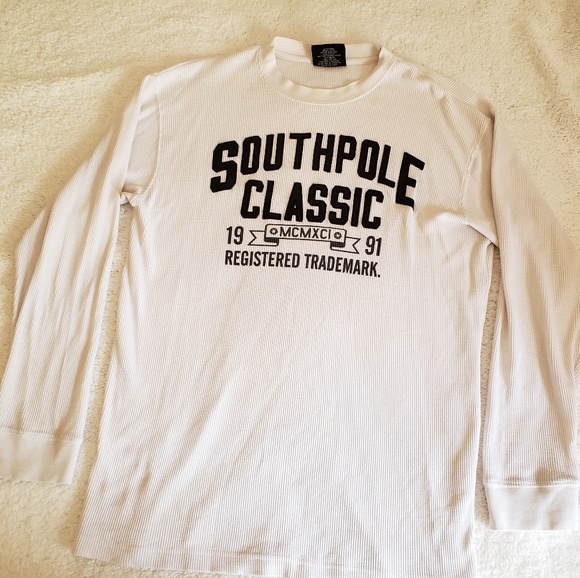 SOUTHPOLE
CLASSIC
19 MCMXCI 91
REGISTERED TRADEMARK.